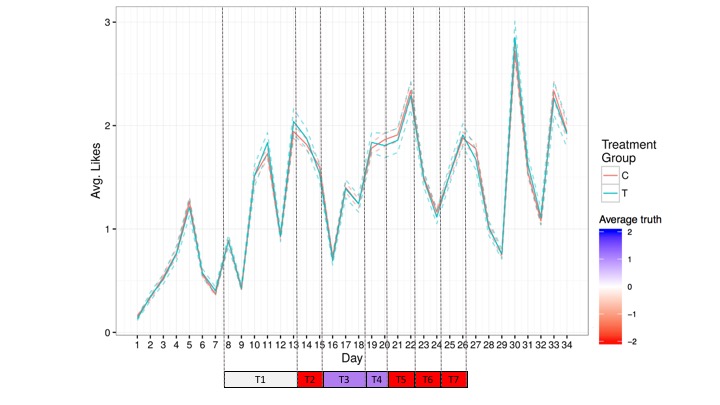 3
2
1
0
Avg. Likes
1 2 3 4 5 6 7 8 9 10 11 12 13 14 15 16 17 18 19 20 21 22 23 24 25 26 27 28 29 30 31 32 33 34
Day
T1 T2 T3 T4 T5 T6 T7
Treatment
Group
C
T
Average truth
2
1
0
−1
−2